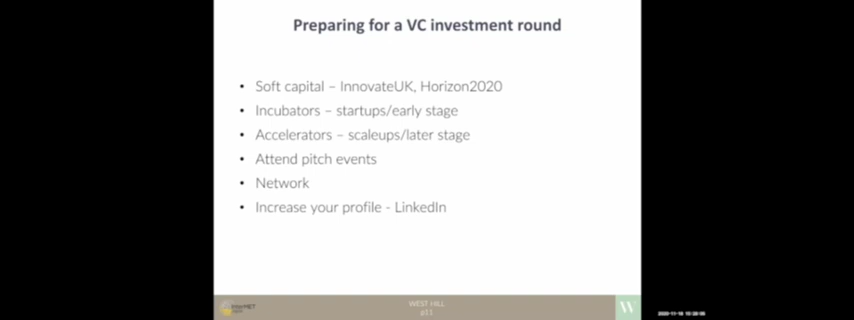 Preparing for a VC investment round
• Soft capital – InnovateUK, Horizon2020
• Incubators – startups/early stage
• Accelerators – scaleups/later stage
• Attend pitch events
• Network
• Increase your profile - LinkedIn
WEST HILL
W